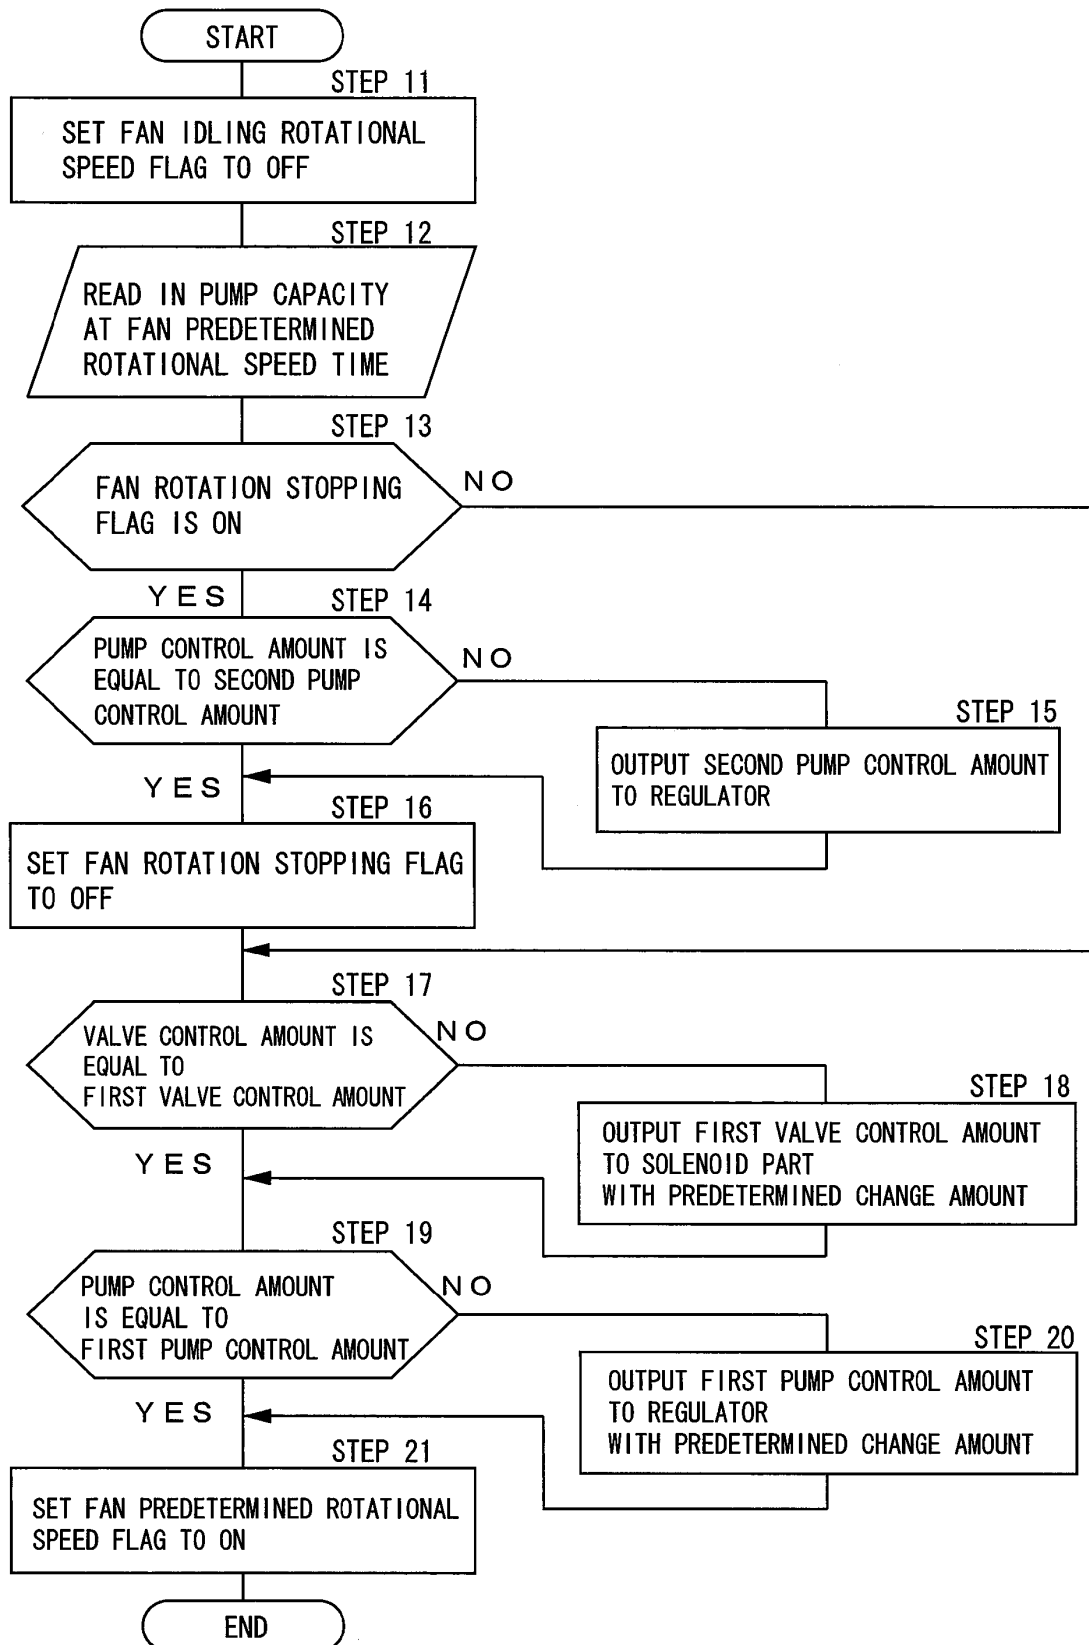 START
STEP 11
SET FAN IDLING ROTATIONAL
SPEED FLAG TO OFF
STEP 12
READ IN PUMP CAPACITY
AT FAN PREDETERMINED
ROTATIONAL SPEED TIME
STEP 13
FAN ROTATION STOPPING
FLAG IS ON
NO
YES
STEP 14
PUMP CONTROL AMOUNT IS
EQUAL TO SECOND PUMP
CONTROL AMOUNT
NO
STEP 15
OUTPUT SECOND PUMP CONTROL AMOUNT
TO REGULATOR
YES
STEP 16
SET FAN ROTATION STOPPING FLAG
TO OFF
STEP 17
VALVE CONTROL AMOUNT IS
EQUAL TO
FIRST VALVE CONTROL AMOUNT
NO
STEP 18
OUTPUT FIRST VALVE CONTROL AMOUNT
TO SOLENOID PART
WITH PREDETERMINED CHANGE AMOUNT
YES
STEP 19
PUMP CONTROL AMOUNT
IS EQUAL TO
FIRST PUMP CONTROL AMOUNT
NO
STEP 20
OUTPUT FIRST PUMP CONTROL AMOUNT
TO REGULATOR
WITH PREDETERMINED CHANGE AMOUNT
YES
STEP 21
SET FAN PREDETERMINED ROTATIONAL
SPEED FLAG TO ON
END